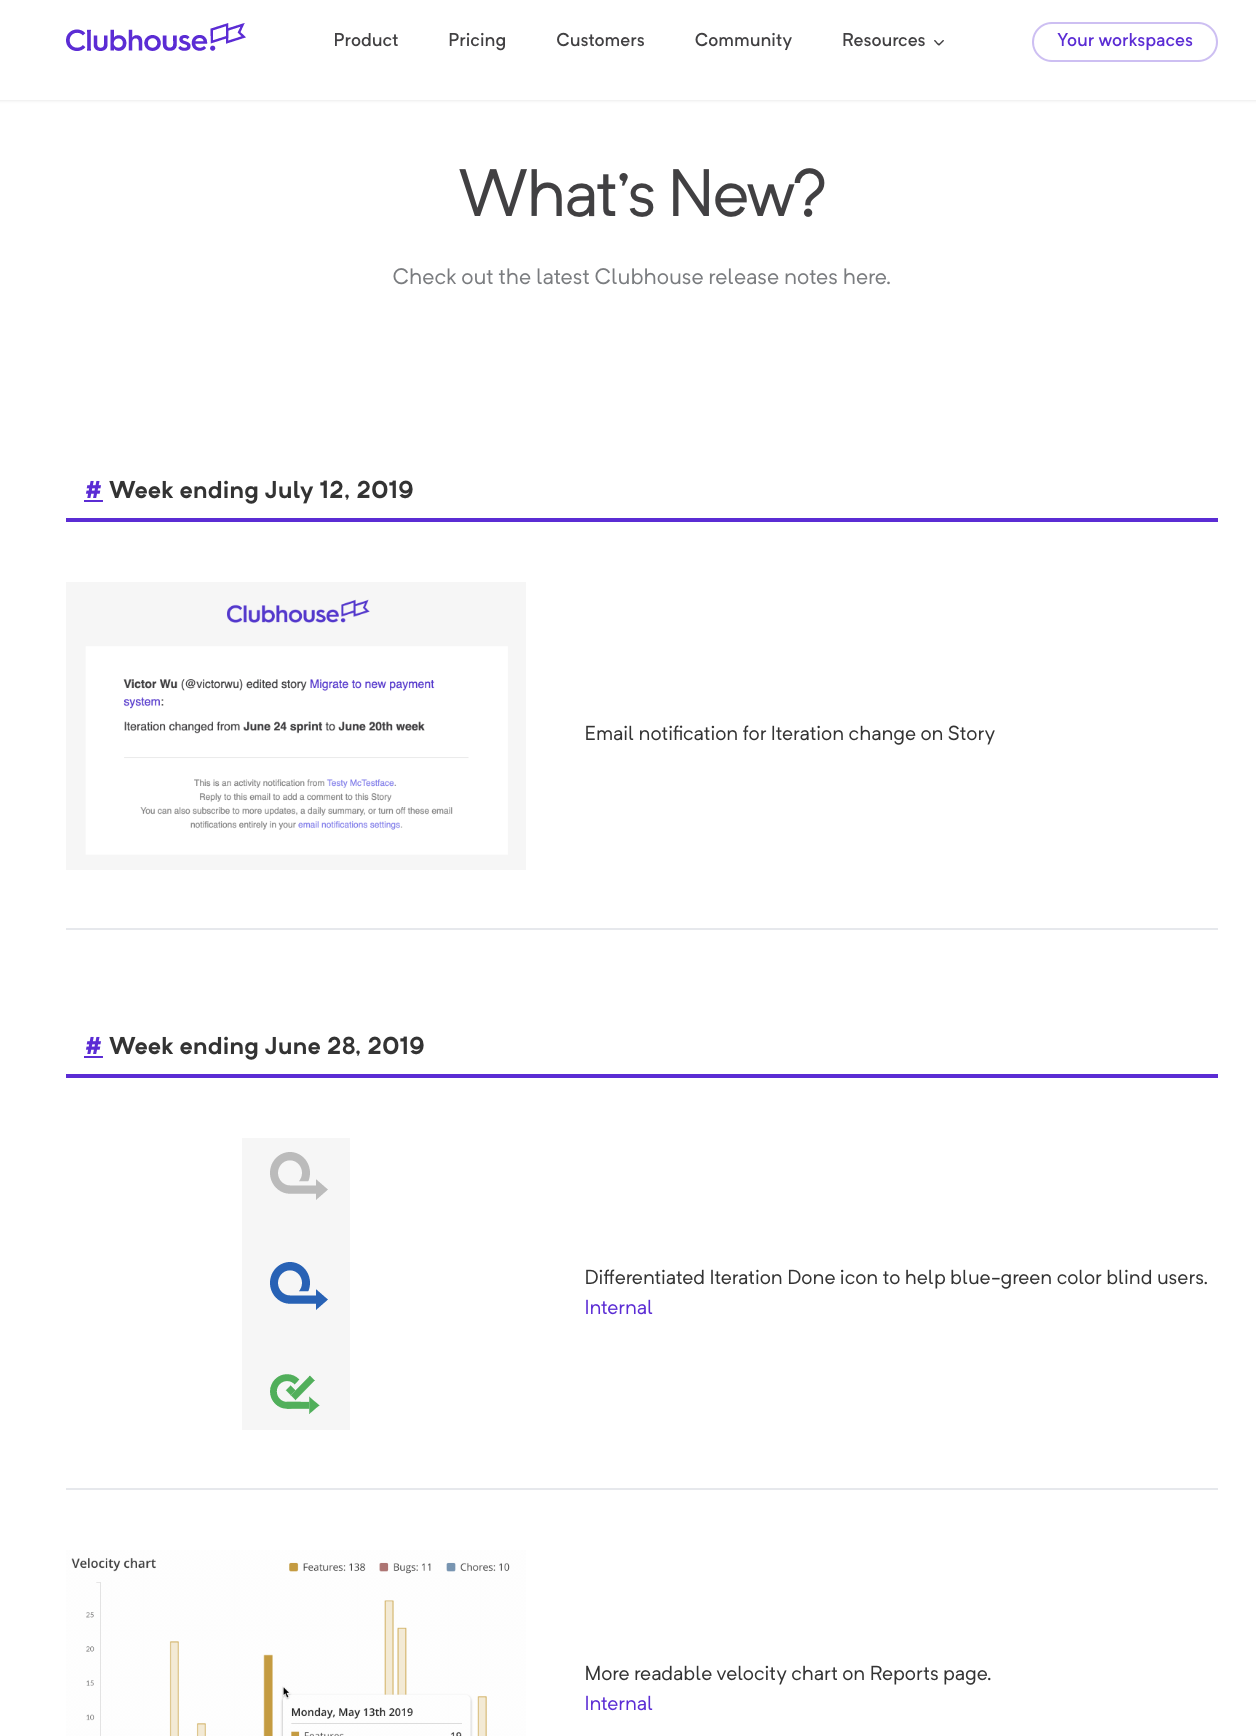 Clubhouse!
Product Pricing Customers Community Resources Your workspaces
What's New?
Check out the latest Clubhouse release notes here.
# Week ending July 12, 2019
Clubhouse!
Victor Wu (@victorwu) edited story Migrate to new payment
system:
Iteration changed from June 24 sprint to June 20th week
This is an activity notification from Testy McTestface.
Reply to this email to add a comment to this Story
You can also subscribe to more updates, a daily summary, or turn off these email
notifications entirely in your email notifications settings.
Email notification for Iteration change on Story
# Week ending June 28, 2019
Differentiated Iteration Done icon to help blue-green color blind users.
Internal
Velocity chart
Features: 138 Bugs: 11 Chores: 10
25
20
15
10
Monday, May 13th 2019
Features 19
More readable velocity chart on Reports page.
Internal